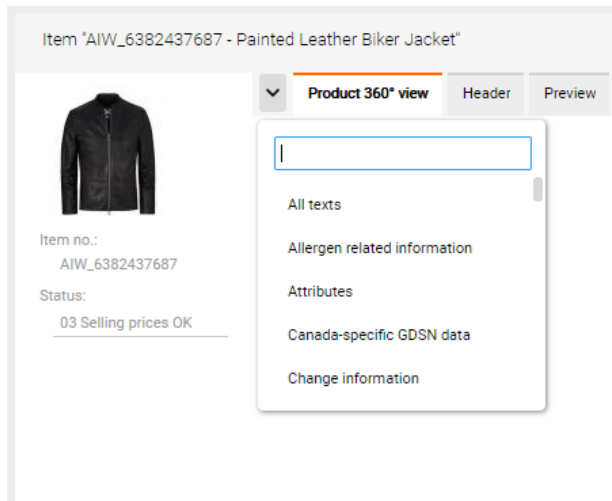 Item "AIW_6382437687 - Painted Leather Biker Jacket"
Product 360° view
Header
Preview
All texts
Allergen related information
Attributes
Canada-specific GDSN data
Change information
Item no.:
AIW_6382437687
Status:
03 Selling prices OK